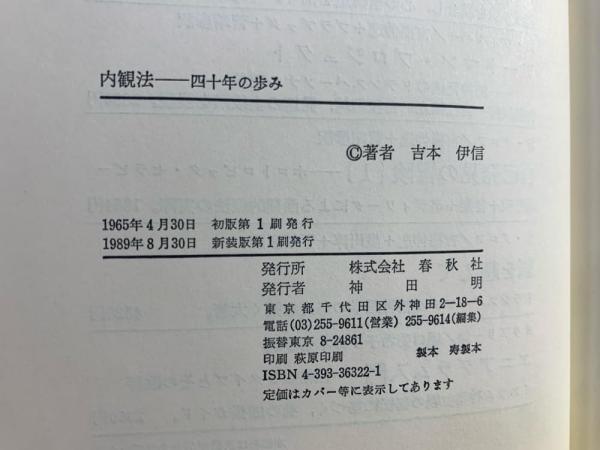 内観法――四十年の歩み
©著者　吉本　伊信
1965年4月30日　初版第1刷発行
1989年8月30日　新装版第1刷発行
発行所　株式会社　春秋社
発行者　神田　明
東京都千代田区外神田2-18-6
電話(03)255-9611(営業) 255-9614(編集)
振替東京 8-24861
印刷 萩原印刷　製本 寿製本
ISBN 4-393-36322-1
定価はカバー等に表示してあります